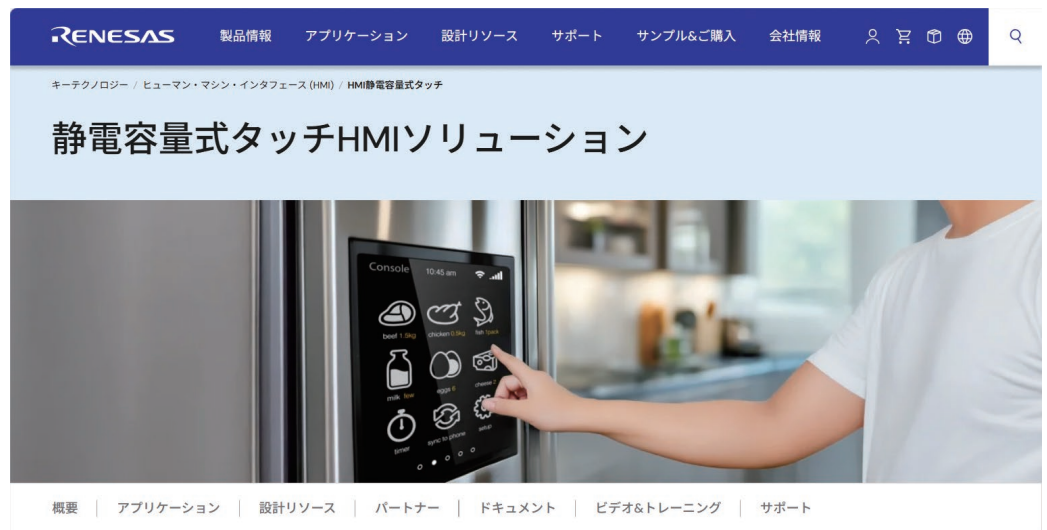 RENESAS
製品情報 アプリケーション 設計リソース サポート サンプル&ご購入 会社情報
キーテクノロジー / ヒューマン・マシン・インタフェース (HMI) / HMI静電容量式タッチ
静電容量式タッチHMIソリューション
Console 10:45 am
beef 1.5kg chicken 0.5kg fish 1pack
milk few eggs 6 cheese 2
timer sync to phone setup
概要 アプリケーション 設計リソース パートナー ドキュメント ビデオ&トレーニング サポート